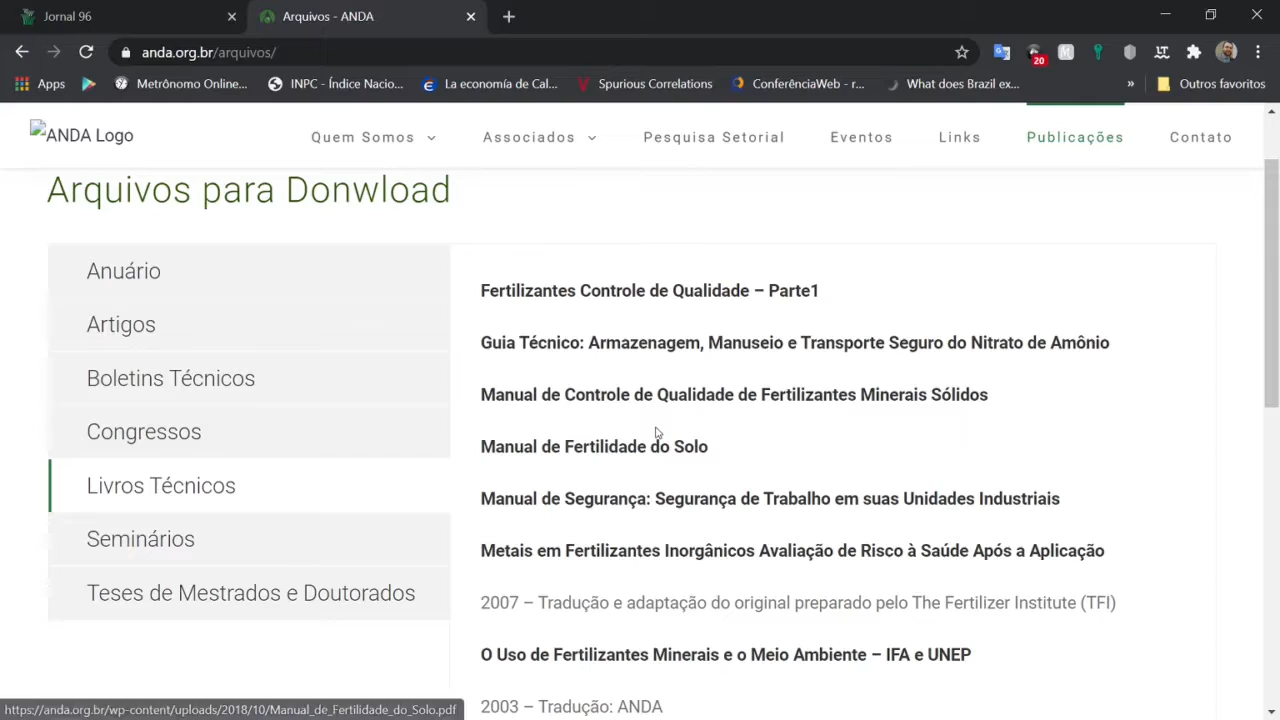 Jornal 96
Arquivos - ANDA
anda.org.br/arquivos/
20
Apps
Metrônomo Online...
INPC - Índice Nacio...
La economía de Cal...
Spurious Correlations
ConferênciaWeb - r...
What does Brazil ex...
»
Outros favoritos
ANDA Logo
Quem Somos
Associados
Pesquisa Setorial
Eventos
Links
Publicações
Contato
Arquivos para Donwload
Anuário
Artigos
Boletins Técnicos
Congressos
Livros Técnicos
Seminários
Teses de Mestrados e Doutorados
Fertilizantes Controle de Qualidade – Parte1
Guia Técnico: Armazenagem, Manuseio e Transporte Seguro do Nitrato de Amônio
Manual de Controle de Qualidade de Fertilizantes Minerais Sólidos
Manual de Fertilidade do Solo
Manual de Segurança: Segurança de Trabalho em suas Unidades Industriais
Metais em Fertilizantes Inorgânicos Avaliação de Risco à Saúde Após a Aplicação
2007 – Tradução e adaptação do original preparado pelo The Fertilizer Institute (TFI)
O Uso de Fertilizantes Minerais e o Meio Ambiente – IFA e UNEP
2003 – Tradução: ANDA
https://anda.org.br/wp-content/uploads/2018/10/Manual_de_Fertilidade_do_Solo.pdf